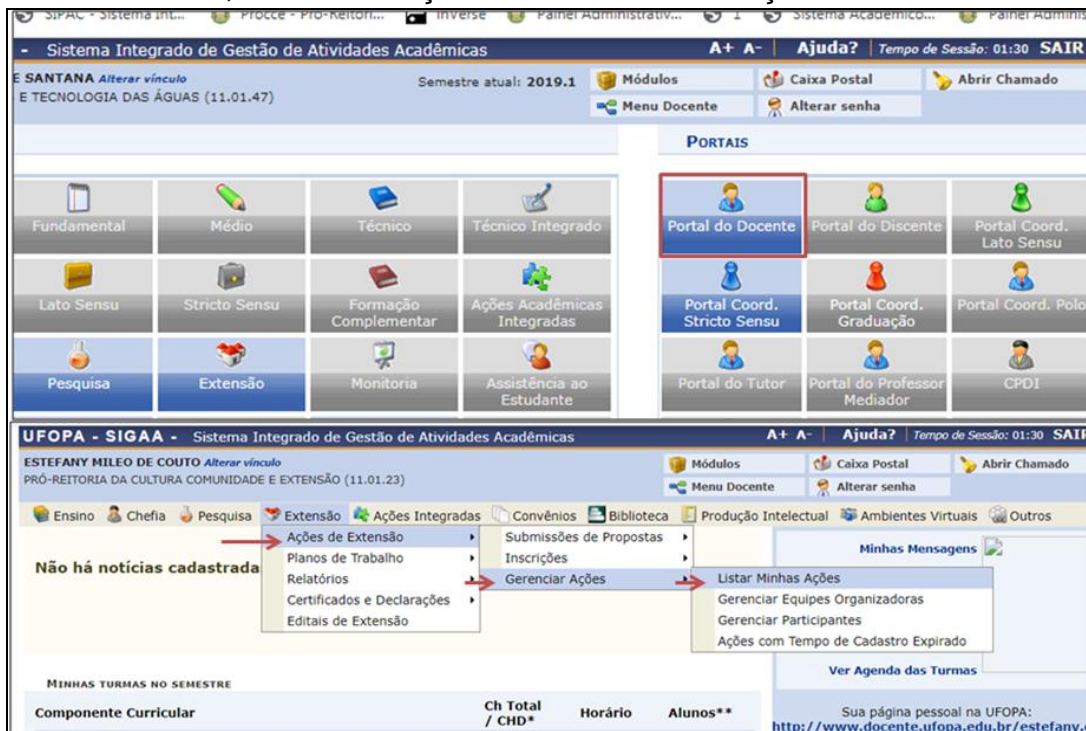 SIPAC - Sistema Int... Procce - Pró-Reitori... Inverse Painel Administrativ... 1 Sistema Acadêmico... Painel Adminis
- Sistema Integrado de Gestão de Atividades Acadêmicas A+ A- | Ajuda? | Tempo de Sessão: 01:30 SAIR
E SANTANA Alterar vínculo Semestre atual: 2019.1 Módulos Caixa Postal Abrir Chamado
E TECNOLOGIA DAS ÁGUAS (11.01.47) Menu Docente Alterar senha
PORTAIS
Fundamental Médio Técnico Técnico Integrado Portal do Docente Portal do Discente Portal Coord. Lato Sensu
Lato Sensu Stricto Sensu Formação Complementar Ações Acadêmicas Integradas Portal Coord. Stricto Sensu Portal Coord. Graduação Portal Coord. Polo
Pesquisa Extensão Monitoria Assistência ao Estudante Portal do Tutor Portal do Professor Mediador CPDI
UFOPA - SIGAA - Sistema Integrado de Gestão de Atividades Acadêmicas A+ A- | Ajuda? | Tempo de Sessão: 01:30 SAIR
ESTEFANY MILEO DE COUTO Alterar vínculo Módulos Caixa Postal Abrir Chamado
PRÓ-REITORIA DA CULTURA COMUNIDADE E EXTENSÃO (11.01.23) Menu Docente Alterar senha
Ensino Chefia Pesquisa Extensão Ações Integradas Convênios Biblioteca Produção Intelectual Ambientes Virtuais Outros
Ações de Extensão Submissões de Propostas
Planos de Trabalho Inscrições Minhas Mensagens
Não há notícias cadastrada Relatórios Gerenciar Ações Listar Minhas Ações
Certificados e Declarações Gerenciar Equipes Organizadoras
Editais de Extensão Gerenciar Participantes
Ações com Tempo de Cadastro Expirado
Ver Agenda das Turmas
MINHAS TURMAS NO SEMESTRE
Componente Curricular Ch Total / CHD* Horário Alunos** Sua página pessoal na UFOPA:
http://www.docente.ufopa.edu.br/estefany.